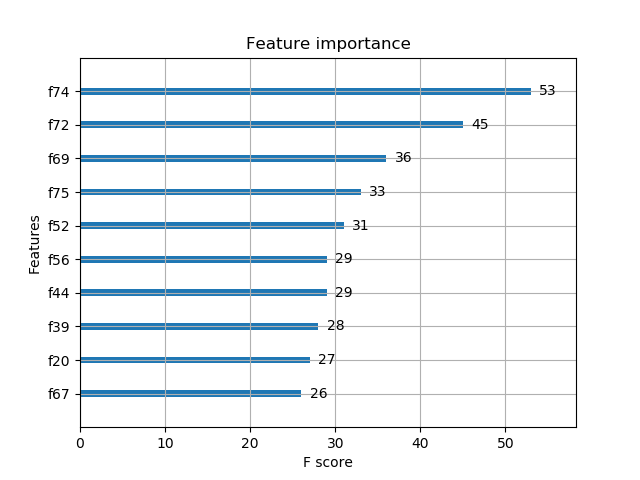 Feature importance
Features
f74 53
f72 45
f69 36
f75 33
f52 31
f56 29
f44 29
f39 28
f20 27
f67 26
0 10 20 30 40 50
F score